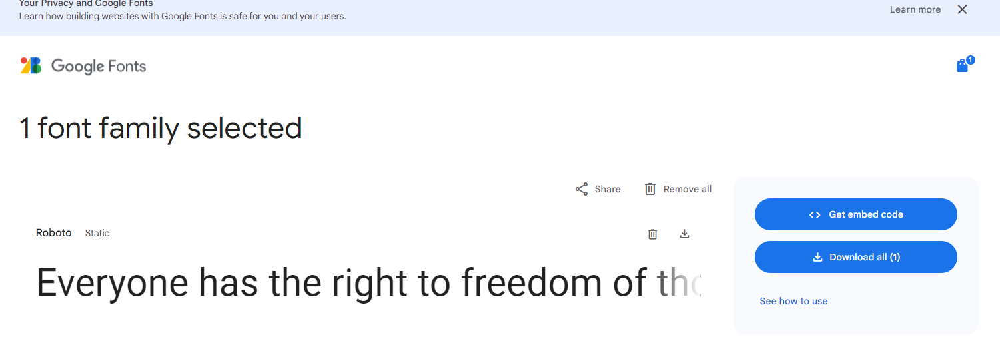 Your Privacy and Google Fonts
Learn how building websites with Google Fonts is safe for you and your users.
Learn more
Google Fonts
1
1 font family selected
Share
Remove all
Get embed code
Roboto Static
Download all (1)
Everyone has the right to freedom of
See how to use